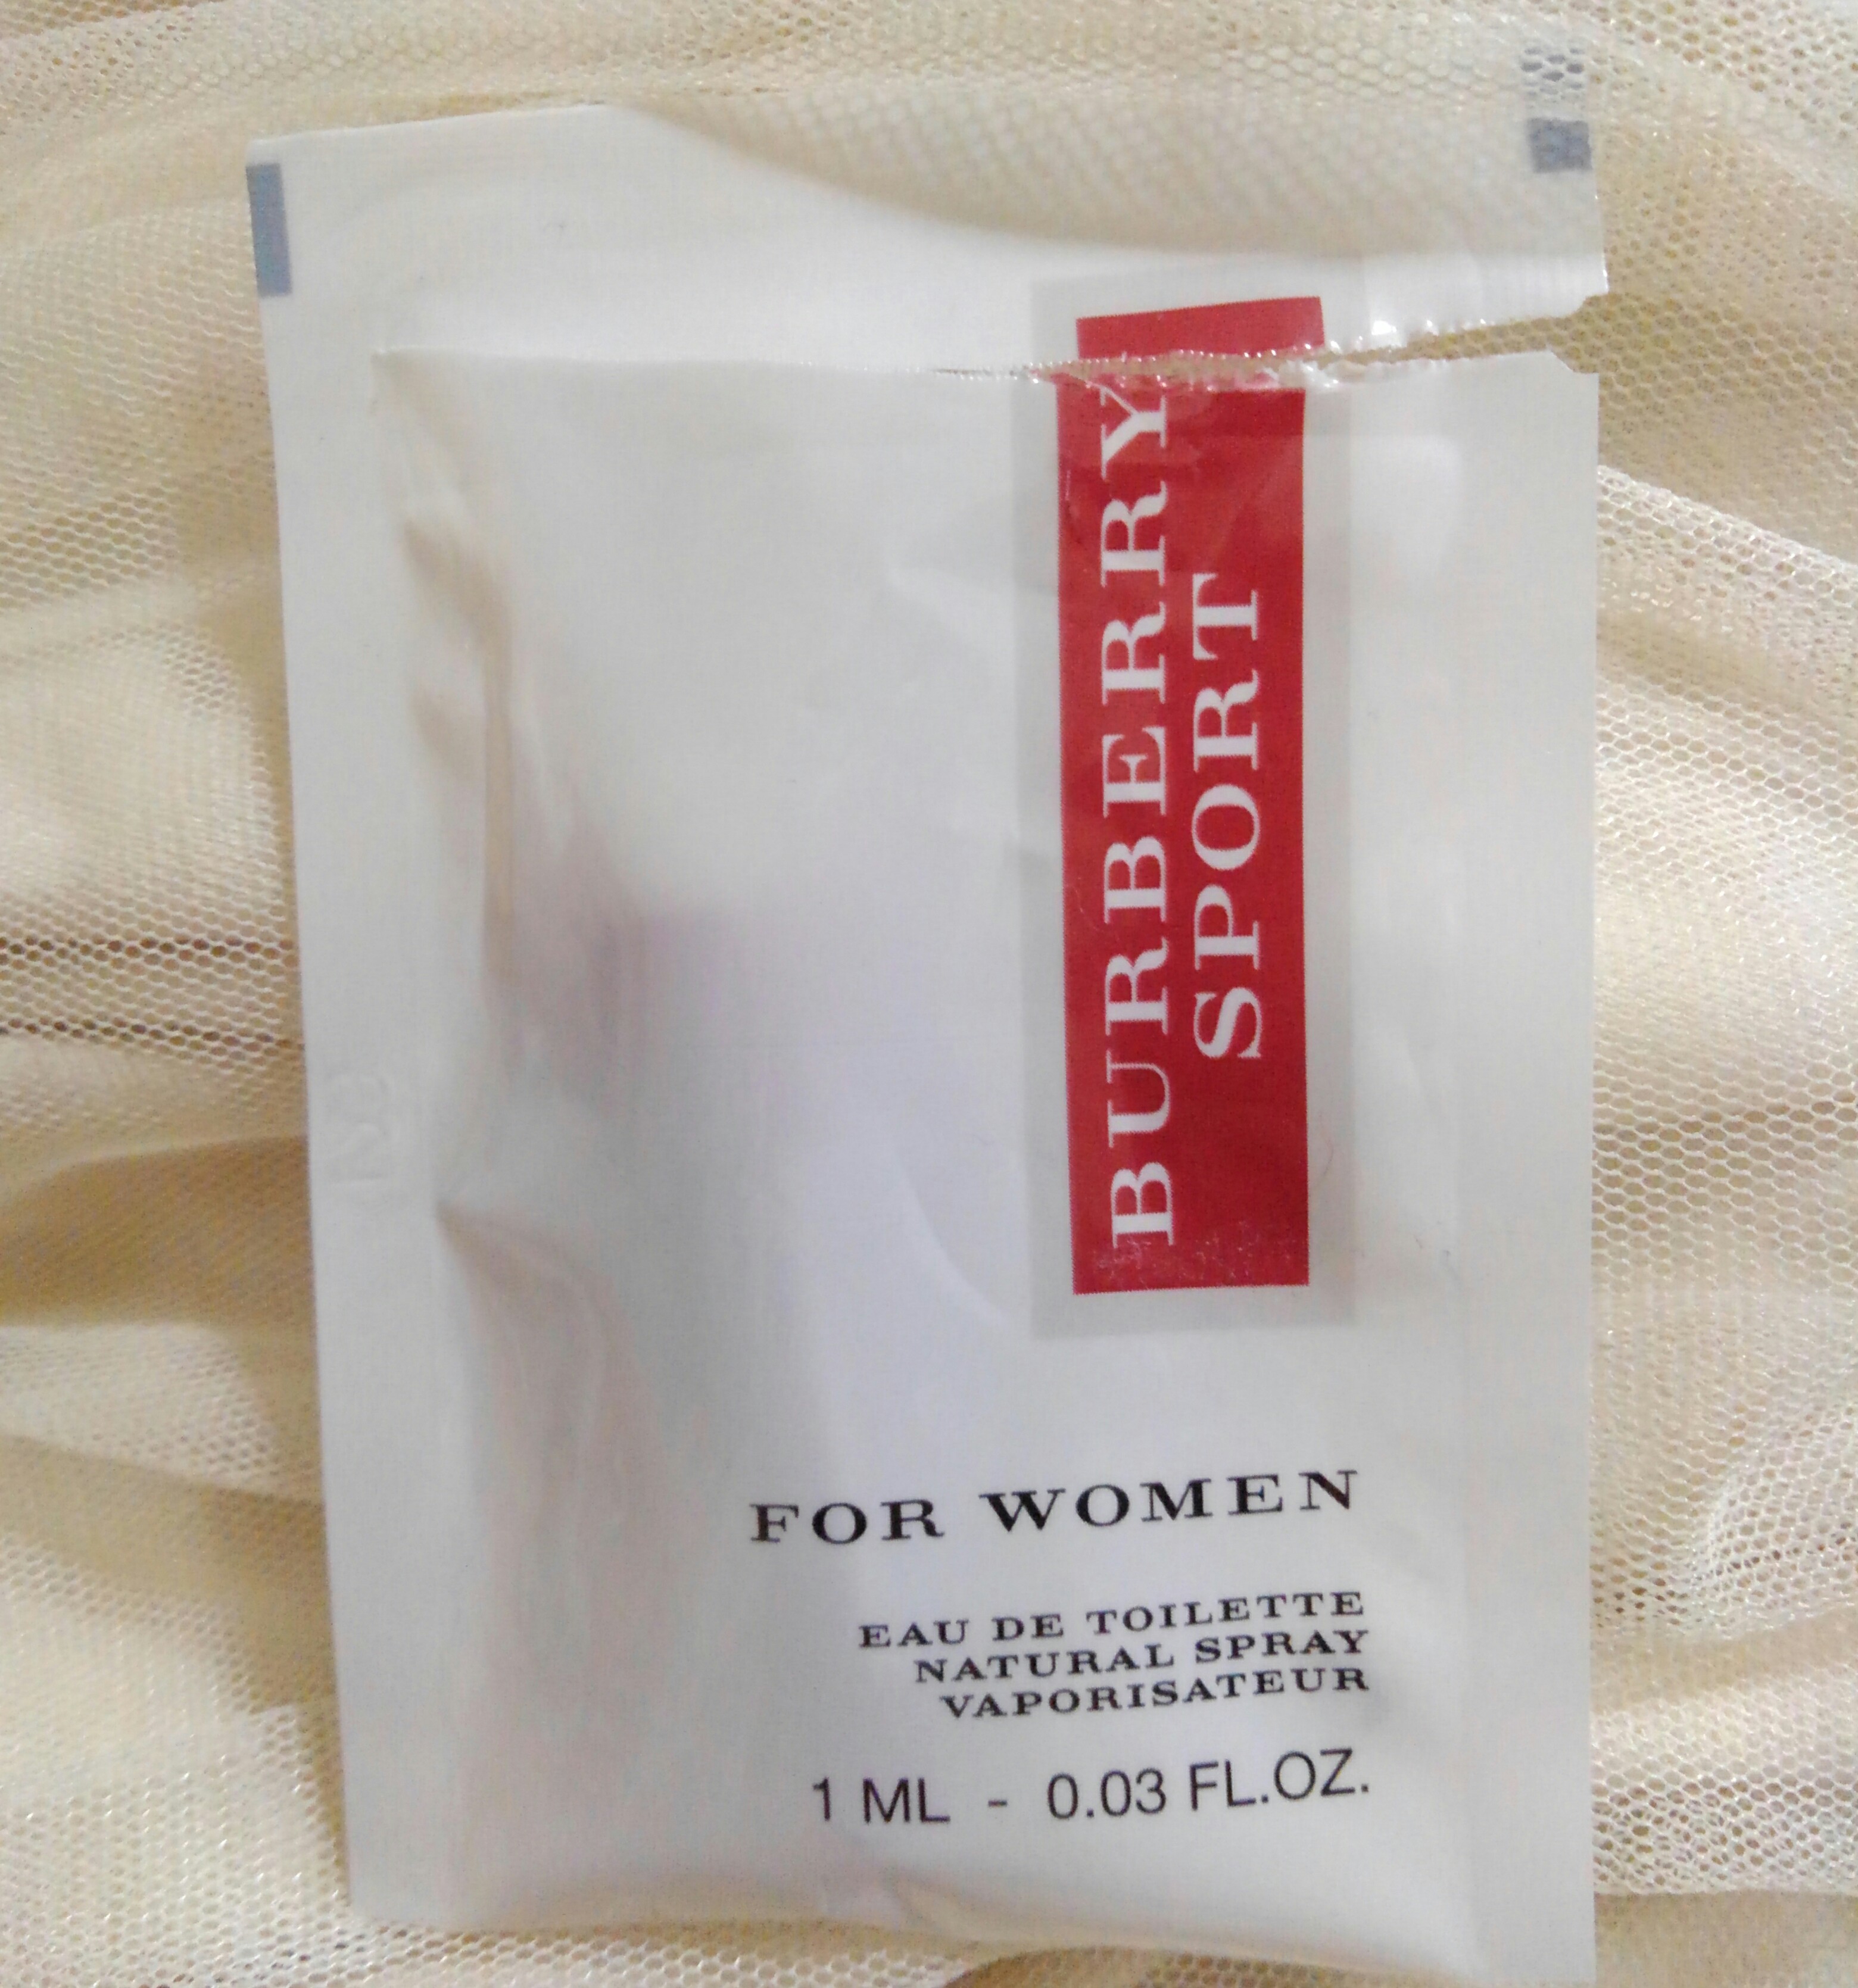 BURBERRY
SPORT
FOR WOMEN
EAU DE TOILETTE
NATURAL SPRAY
VAPORISATEUR
1 ML - 0.03 FL.OZ.